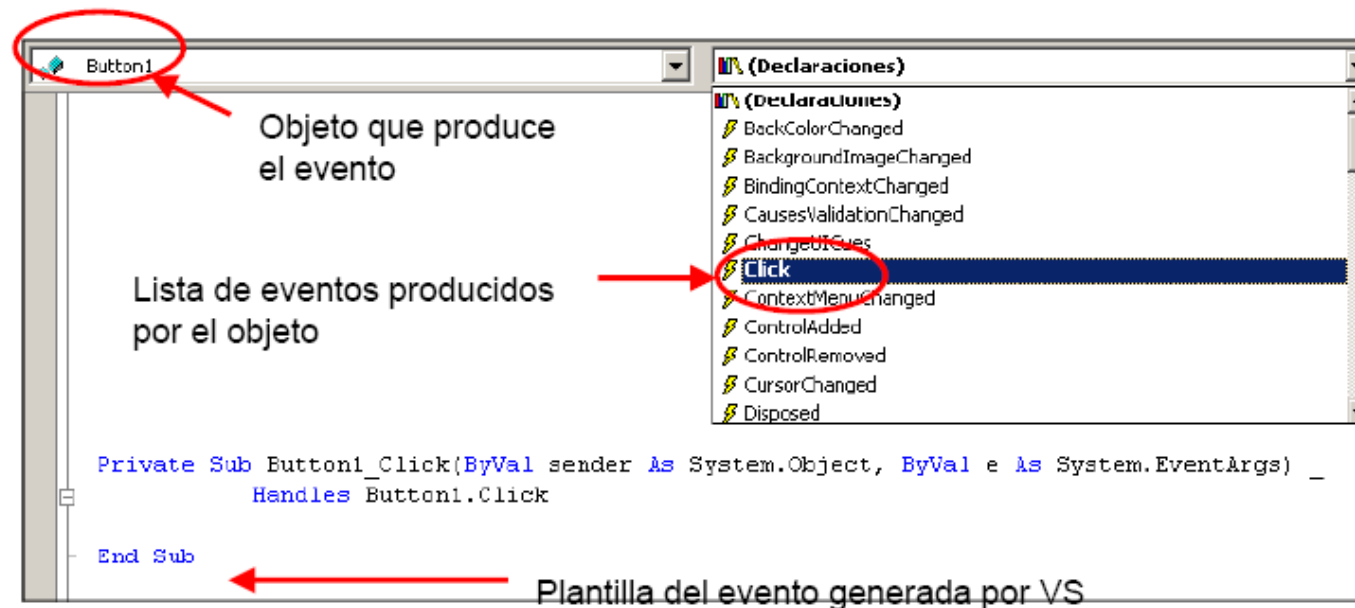 Button1
(Declaraciones)
(Declaraciones)
BackColorChanged
BackgroundImageChanged
BindingContextChanged
CausesValidationChanged
ChangeUICues
Click
ContextMenuChanged
ControlAdded
ControlRemoved
CursorChanged
Disposed
Objeto que produce
el evento
Lista de eventos producidos
por el objeto
Private Sub Button1_Click(ByVal sender As System.Object, ByVal e As System.EventArgs) _
Handles Button1.Click
End Sub
Plantilla del evento generada por VS